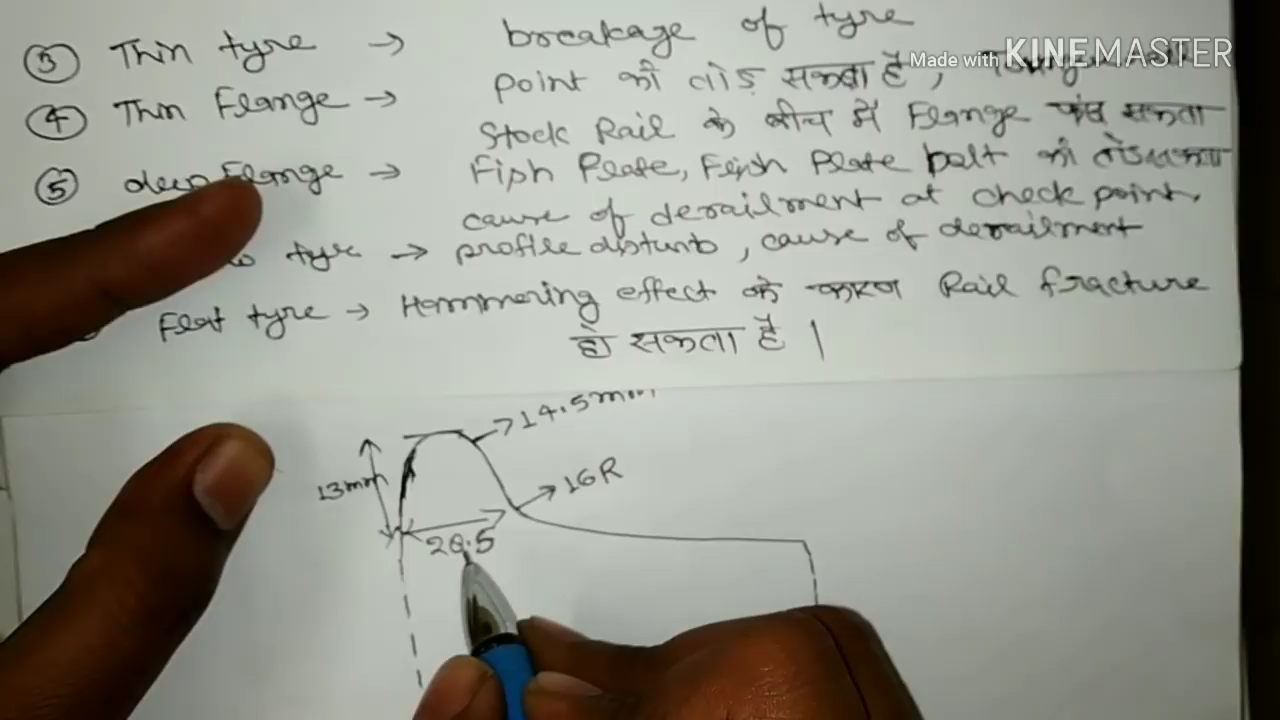 ③ Thin tyre → breakage of tyre
Made with KINEMASTER
④ Thin Flange → point को तोड़ सकता है,
Stock Rail के बीच में Flange फंस सकता
⑤ deep Flange → Fish Plate, Fish Plate bolt को तोड़ सकता
cause of derailment at check point,
tyre → profile disturb, cause of derailment
Flat tyre → Hammering effect के कारण Rail fracture
हो सकता है |
14.5mm
13mm
16R
28.5